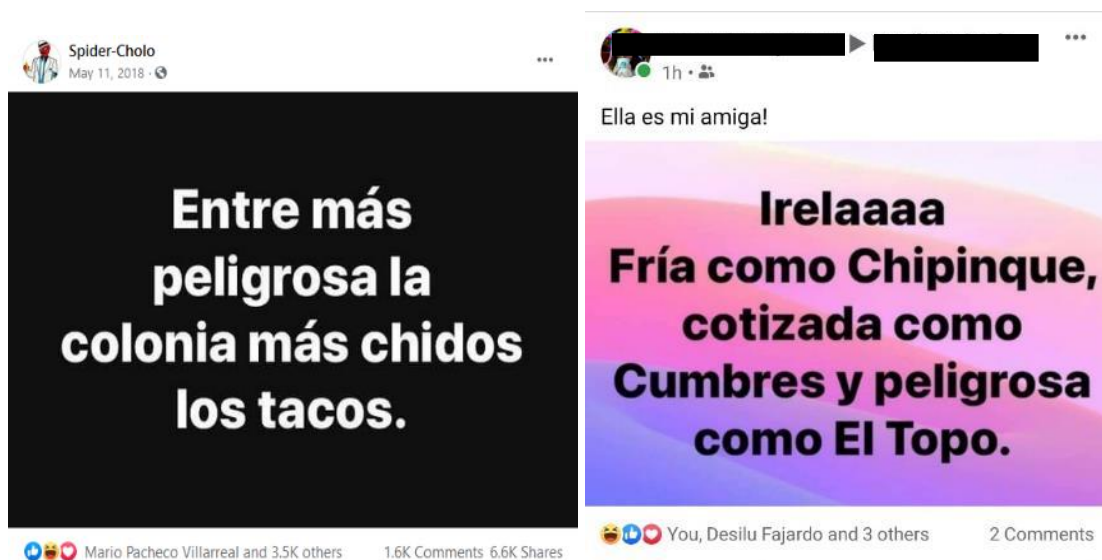 Spider-Cholo
May 11, 2018 ·
Entre más
peligrosa la
colonia más chidos
los tacos.
Mario Pacheco Villarreal and 3.5K others
1.6K Comments 6.6K Shares
1h ·
Ella es mi amiga!
Irelaaaa
Fría como Chipinque,
cotizada como
Cumbres y peligrosa
como El Topo.
You, Desilu Fajardo and 3 others
2 Comments